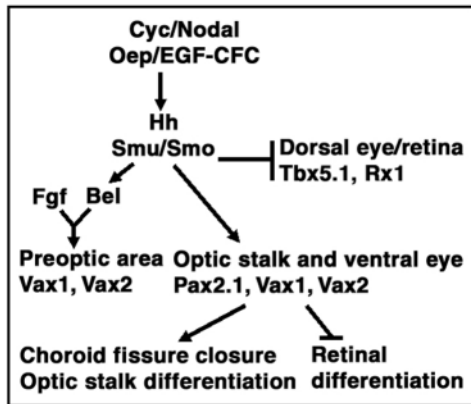 Cyc/Nodal
Oep/EGF-CFC
Hh
Smu/Smo
Dorsal eye/retina
Tbx5.1, Rx1
Fgf Bel
Preoptic area
Vax1, Vax2
Optic stalk and ventral eye
Pax2.1, Vax1, Vax2
Choroid fissure closure
Optic stalk differentiation
Retinal
differentiation